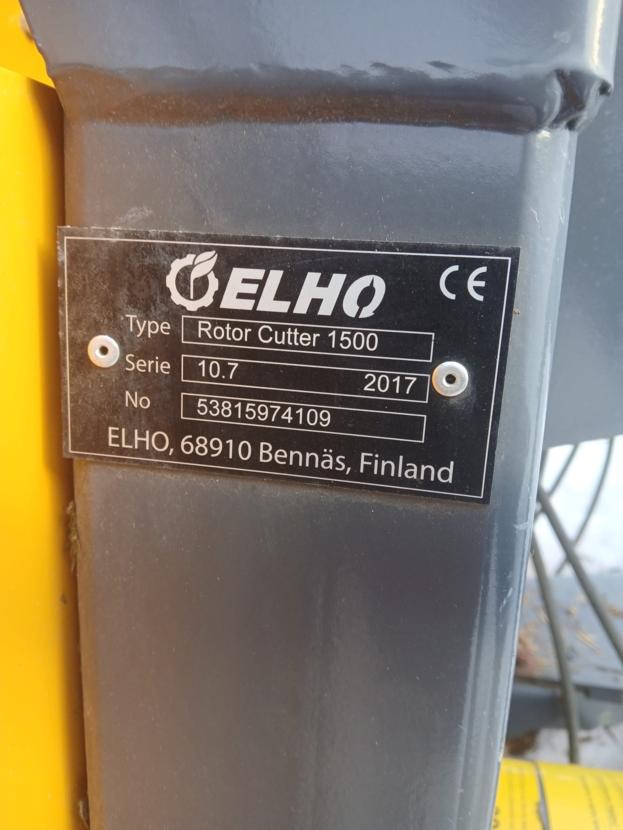 ELHO CE
Type Rotor Cutter 1500
Serie 10.7 2017
No 53815974109
ELHO, 68910 Bennäs, Finland